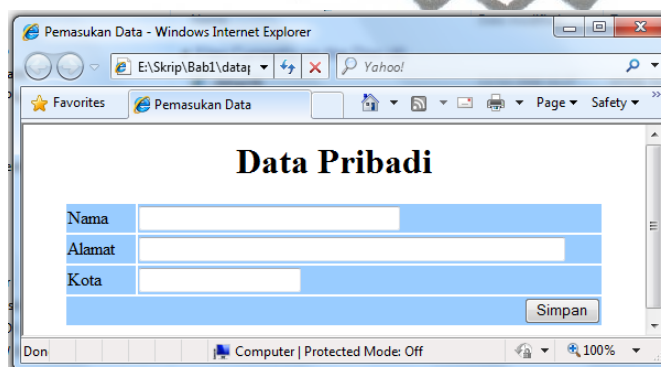 Pemasukan Data - Windows Internet Explorer
E:\Skrip\Bab1\datap
Yahoo!
Favorites
Pemasukan Data
Page
Safety
»
Data Pribadi
Nama
Alamat
Kota
Simpan
Don
Computer | Protected Mode: Off
100%